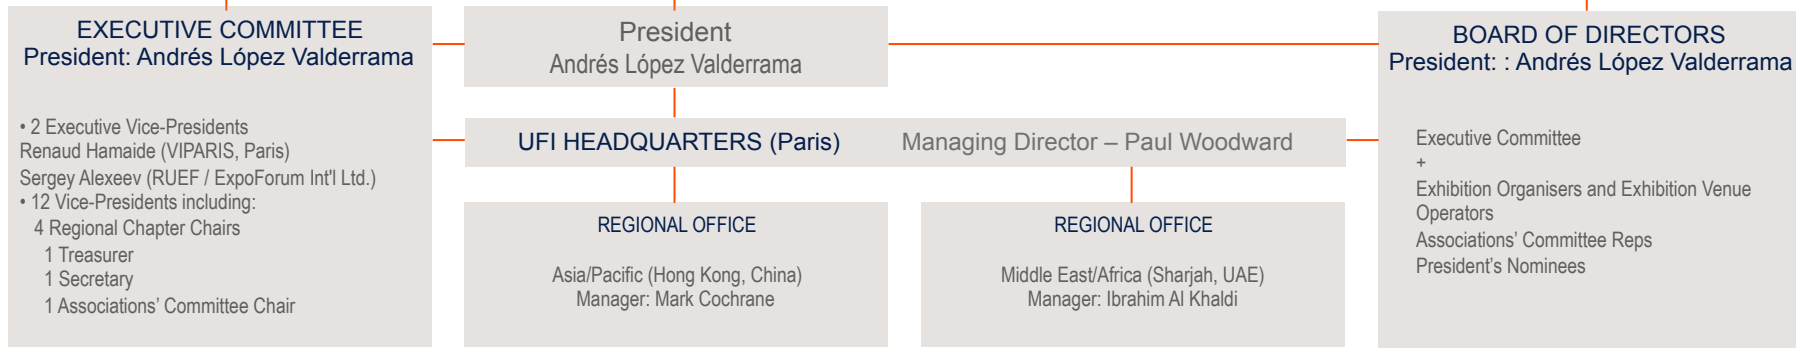 EXECUTIVE COMMITTEE
President: Andrés López Valderrama
• 2 Executive Vice-Presidents
Renaud Hamaide (VIPARIS, Paris)
Sergey Alexeev (RUEF / ExpoForum Int'l Ltd.)
• 12 Vice-Presidents including:
4 Regional Chapter Chairs
1 Treasurer
1 Secretary
1 Associations’ Committee Chair
President
Andrés López Valderrama
UFI HEADQUARTERS (Paris) Managing Director – Paul Woodward
REGIONAL OFFICE
Asia/Pacific (Hong Kong, China)
Manager: Mark Cochrane
REGIONAL OFFICE
Middle East/Africa (Sharjah, UAE)
Manager: Ibrahim Al Khaldi
BOARD OF DIRECTORS
President: : Andrés López Valderrama
Executive Committee
+
Exhibition Organisers and Exhibition Venue
Operators
Associations’ Committee Reps
President’s Nominees